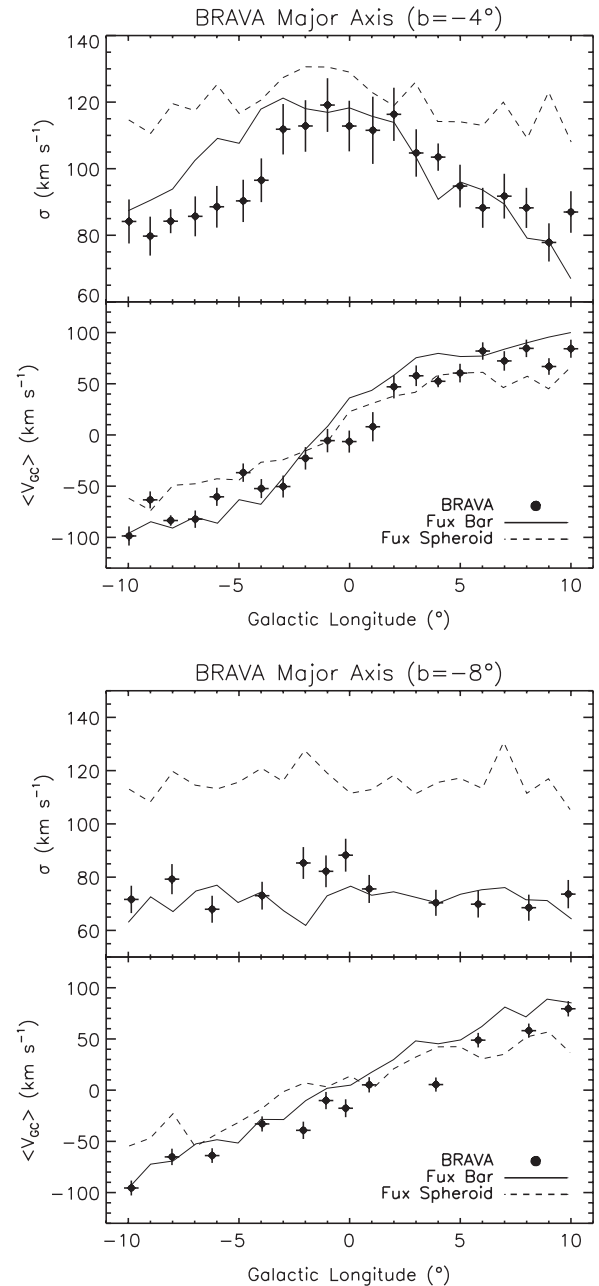 BRAVA Major Axis (b=−4°)
140
120
100
80
60
σ (km s⁻¹)
100
50
0
−50
−100
<V_GC> (km s⁻¹)
BRAVA
Fux Bar
Fux Spheroid
−10 −5 0 5 10
Galactic Longitude (°)
BRAVA Major Axis (b=−8°)
140
120
100
80
60
σ (km s⁻¹)
100
50
0
−50
−100
<V_GC> (km s⁻¹)
BRAVA
Fux Bar
Fux Spheroid
−10 −5 0 5 10
Galactic Longitude (°)